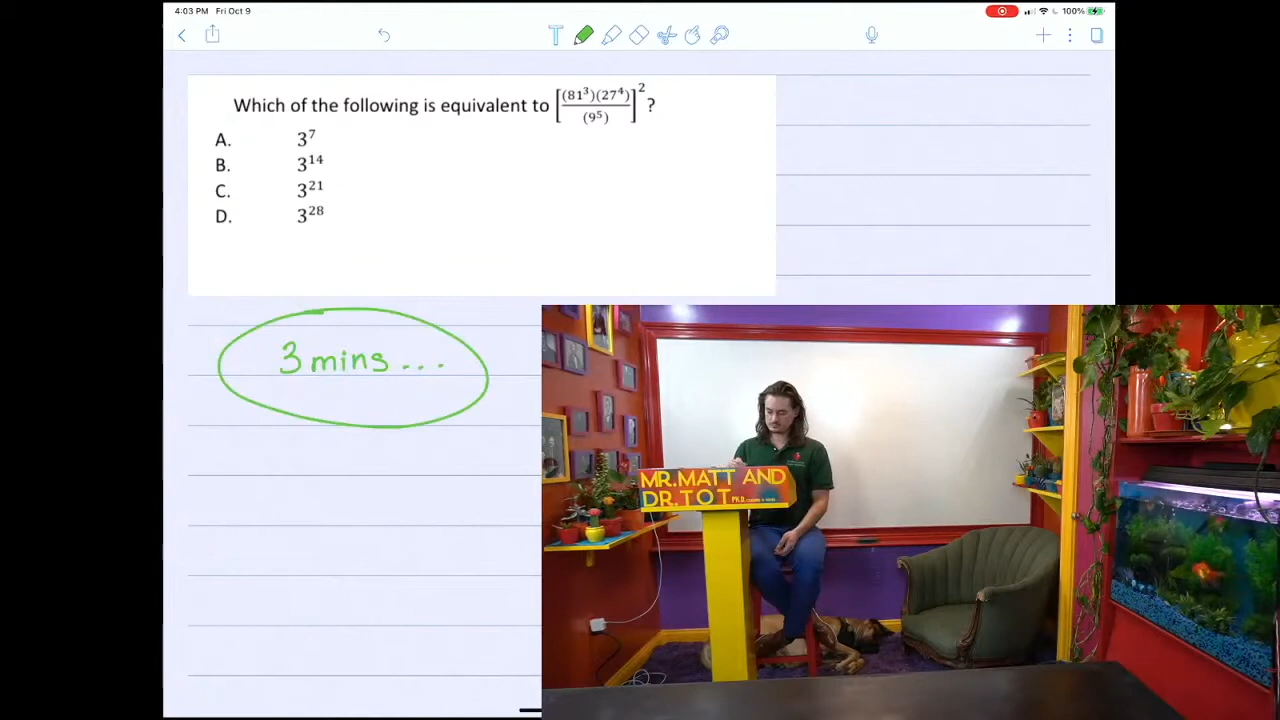 4:03 PM Fri Oct 9
100%
Which of the following is equivalent to [(81³)(27⁴)/(9⁵)]²?
A. 3⁷
B. 3¹⁴
C. 3²¹
D. 3²⁸
3 mins...
MR.MATT AND
DR.TOT PH.D.